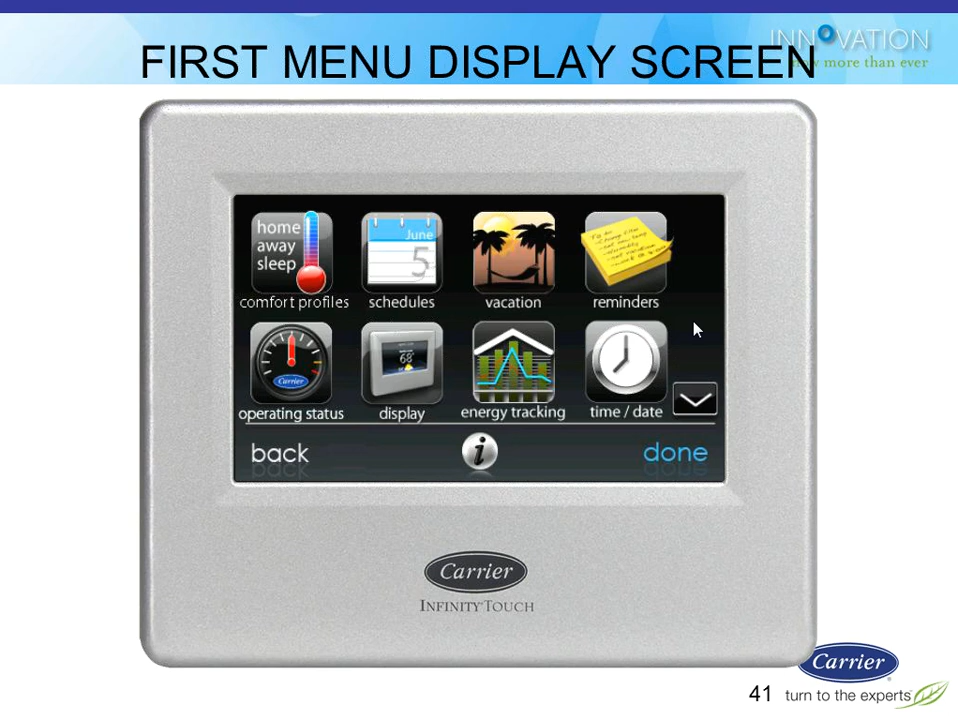 FIRST MENU DISPLAY SCREEN
INNOVATION
more than ever
home
away
sleep
June
5
comfort profiles
schedules
vacation
reminders
68°
Carrier
operating status
display
energy tracking
time / date
back
i
done
Carrier
INFINITY TOUCH
Carrier
41
turn to the experts